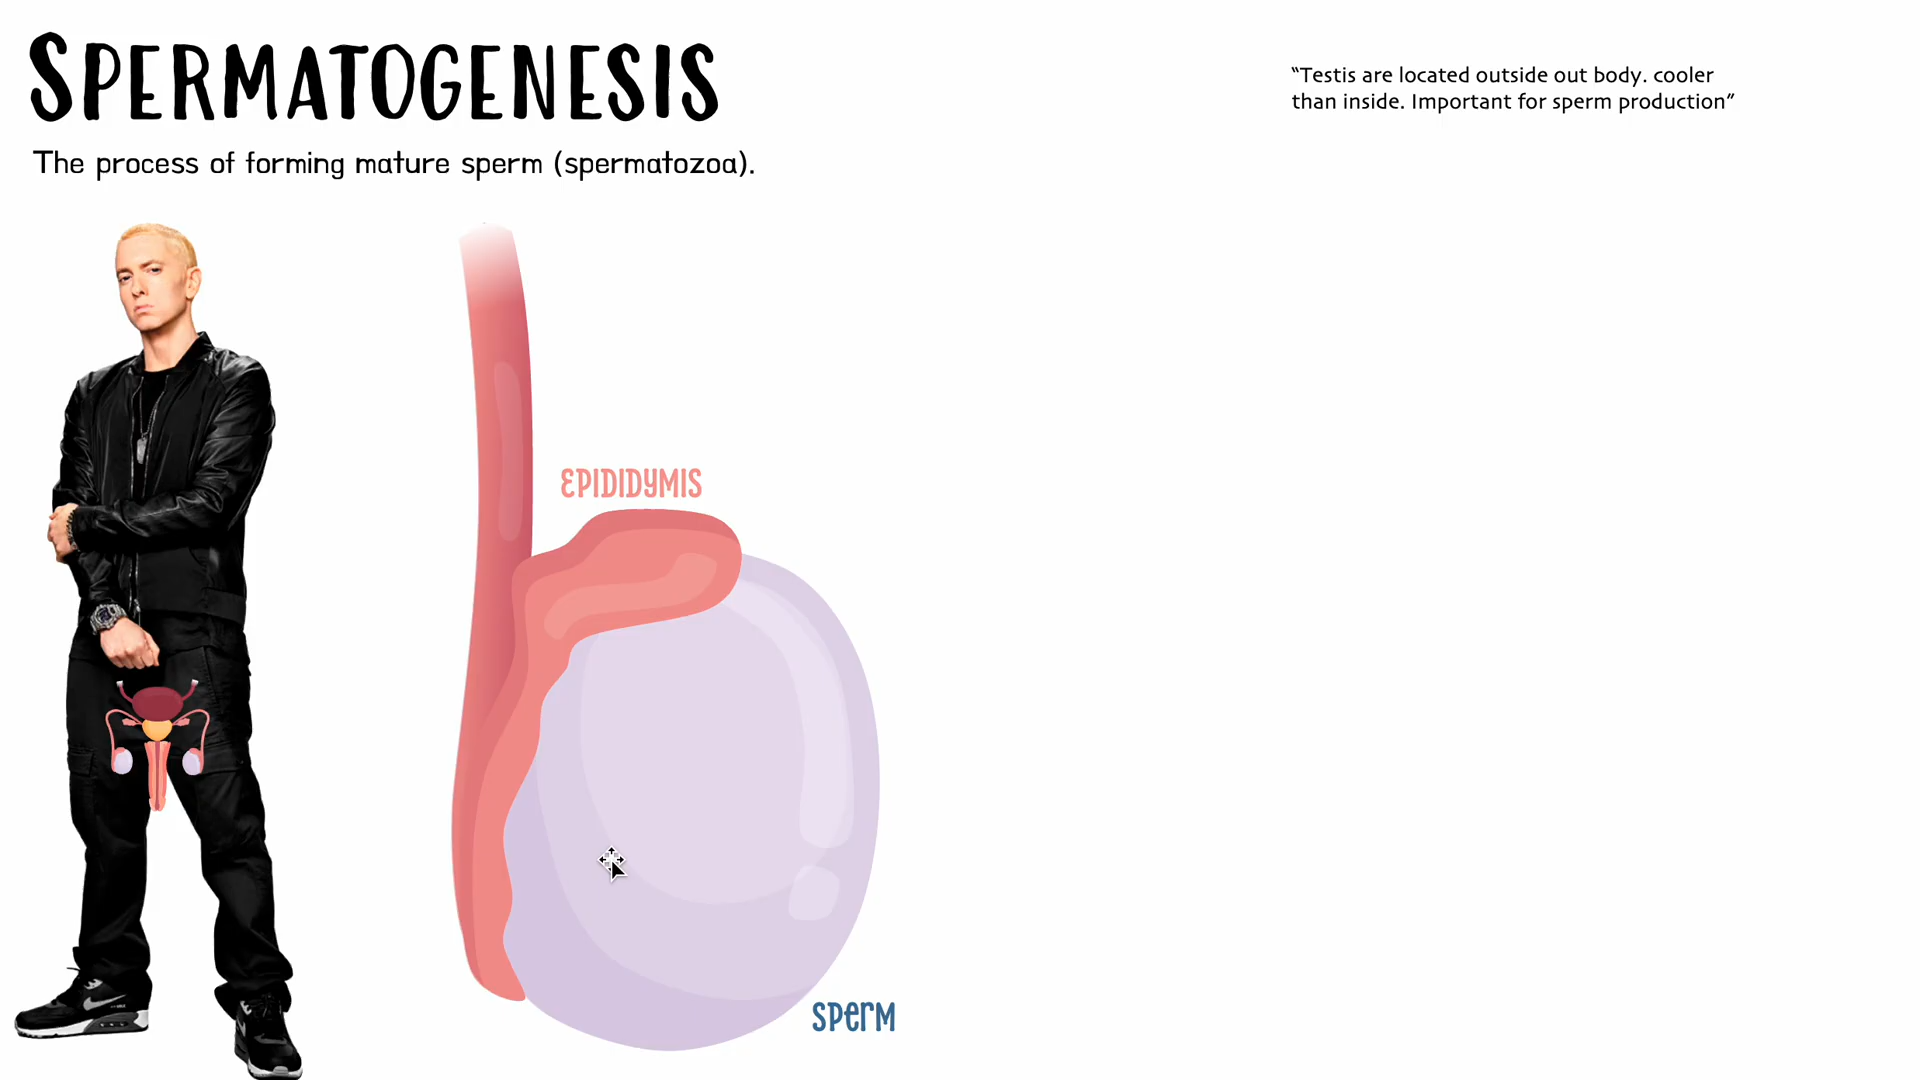 SPERMATOGENESIS
The process of forming mature sperm (spermatozoa).
“Testis are located outside out body. cooler
than inside. Important for sperm production”
EPIDIDYMIS
SPERM